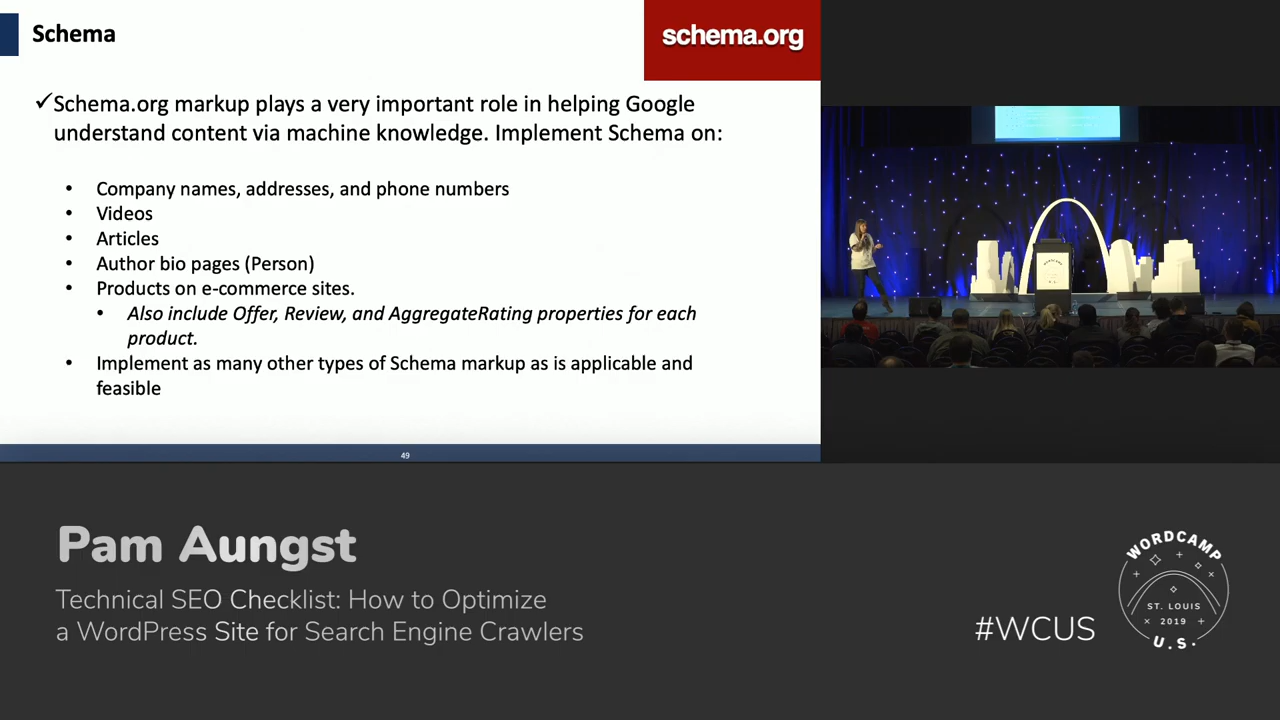 Schema
schema.org
✓Schema.org markup plays a very important role in helping Google
understand content via machine knowledge. Implement Schema on:
• Company names, addresses, and phone numbers
• Videos
• Articles
• Author bio pages (Person)
• Products on e-commerce sites.
• Also include Offer, Review, and AggregateRating properties for each
product.
• Implement as many other types of Schema markup as is applicable and
feasible
49
Pam Aungst
Technical SEO Checklist: How to Optimize
a WordPress Site for Search Engine Crawlers
#WCUS
WORDCAMP
ST. LOUIS
2019
U.S.